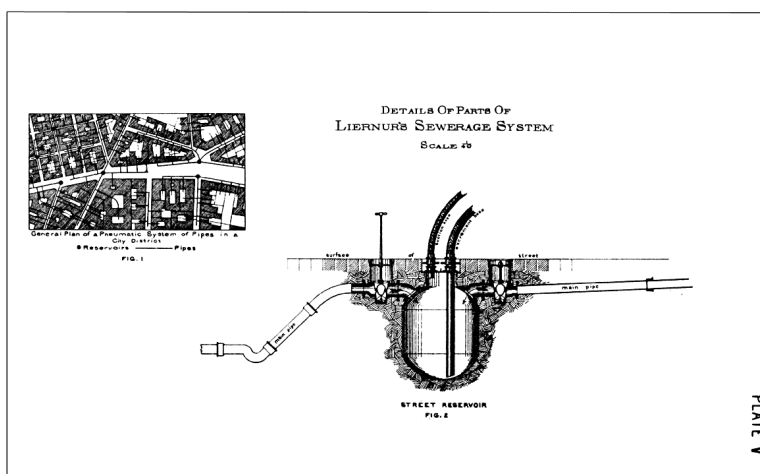 DETAILS OF PARTS OF
LIERNUR'S SEWERAGE SYSTEM
SCALE
General Plan of a Pneumatic System of Pipes in a
City District
Reservoirs Pipes
FIG. 1
surface of street
main pipe
main pipe
STREET RESERVOIR
FIG. 2
PLATE V